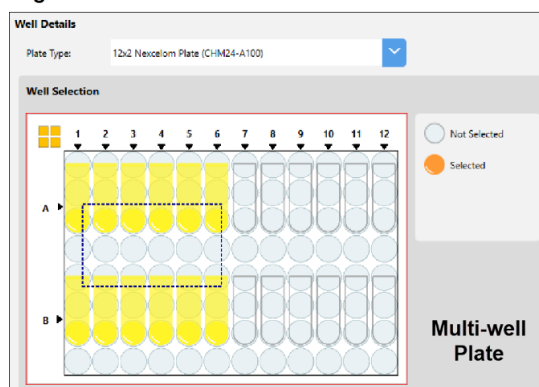 Well Details
Plate Type: 12x2 Nexcelom Plate (CHM24-A100)
Well Selection
1 2 3 4 5 6 7 8 9 10 11 12
Not Selected
Selected
A
B
Multi-well
Plate